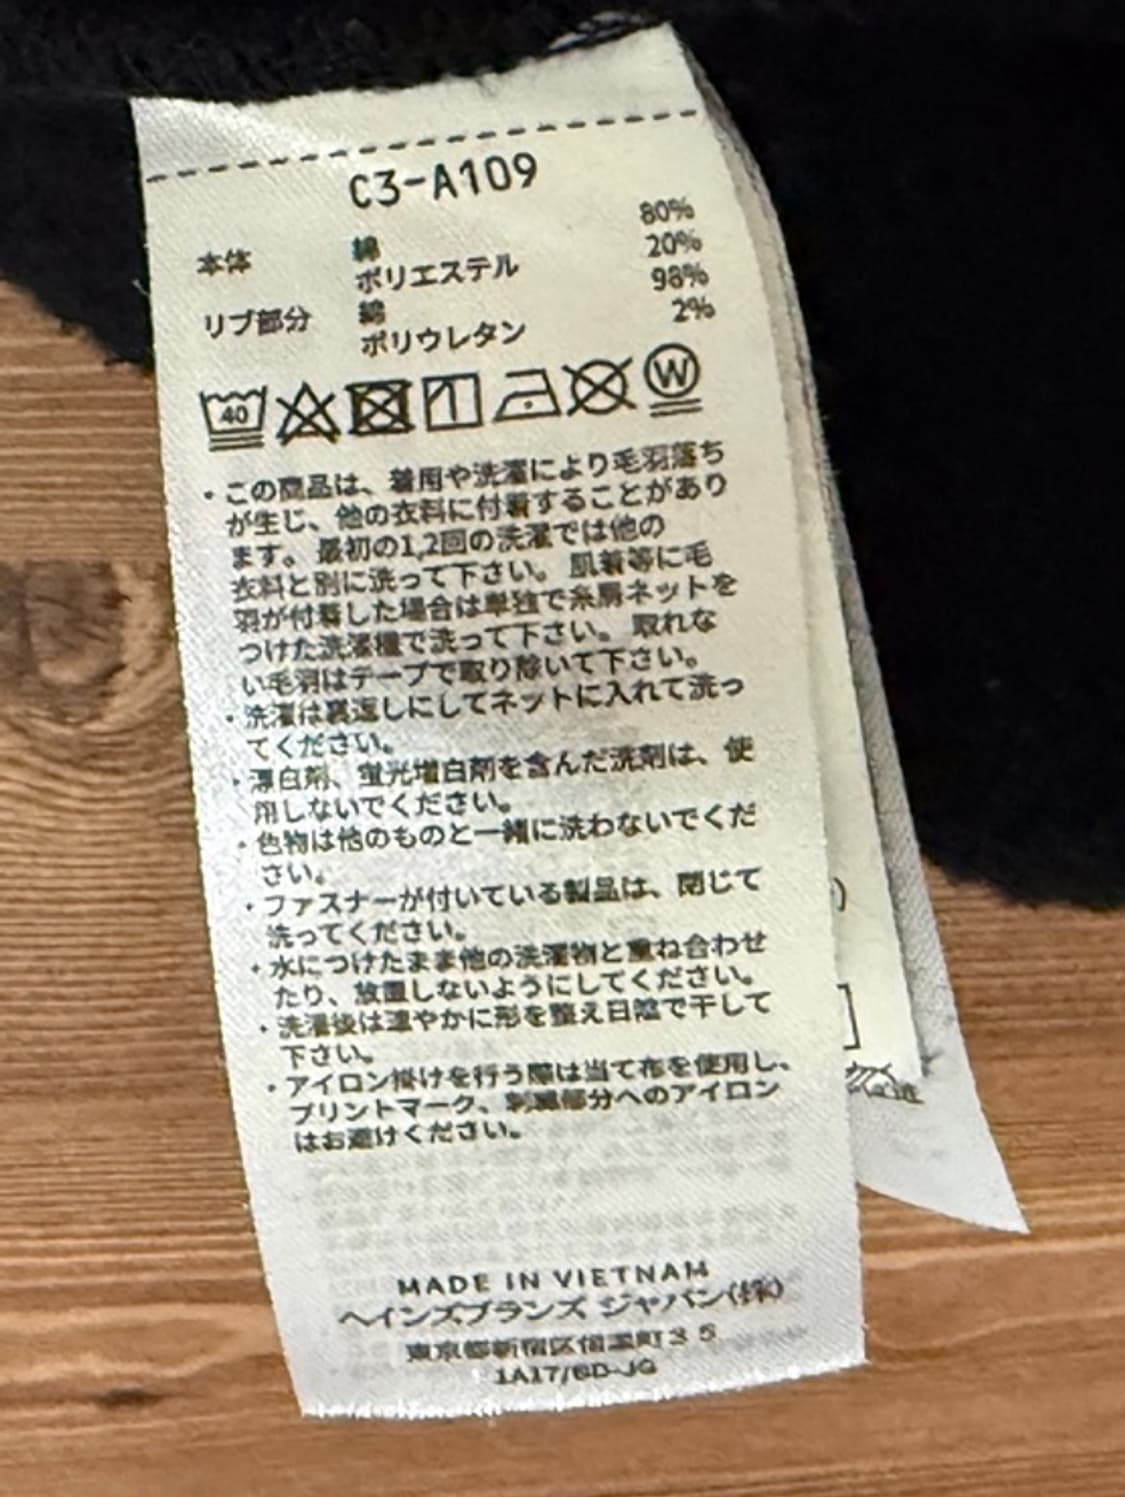 C3-A109
本体 綿 80%
ポリエステル 20%
リブ部分 綿 98%
ポリウレタン 2%
40 W
・この商品は、着用や洗濯により毛羽落ち
が生じ、他の衣料に付着することがあり
ます。最初の1,2回の洗濯では他の
衣料と別に洗って下さい。肌着等に毛
羽が付着した場合は単独で糸屑ネットを
つけた洗濯機で洗って下さい。取れな
い毛羽はテープで取り除いて下さい。
・洗濯は裏返しにしてネットに入れて洗っ
てください。
・漂白剤、蛍光増白剤を含んだ洗剤は、使
用しないでください。
・色物は他のものと一緒に洗わないでくだ
さい。
・ファスナーが付いている製品は、閉じて
洗ってください。
・水につけたまま他の洗濯物と重ね合わせ
たり、放置しないようにしてください。
・洗濯後は速やかに形を整え日陰で干して
下さい。
・アイロン掛けを行う際は当て布を使用し、
プリントマーク、刺繍部分へのアイロン
はお避けください。
MADE IN VIETNAM
ヘインズブランズ ジャパン(株)
東京都新宿区信濃町35
1A17/